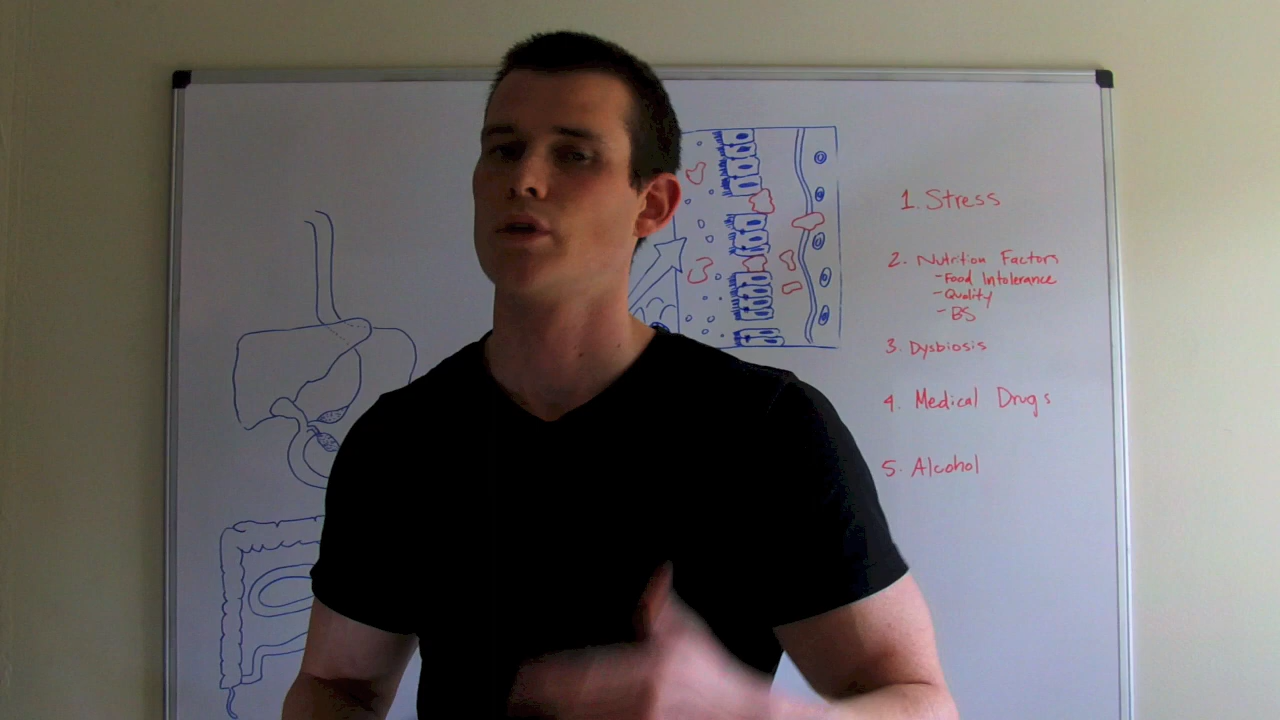 1. Stress
2. Nutrition Factors
- Food Intolerance
- Quality
- BS
3. Dysbiosis
4. Medical Drugs
5. Alcohol